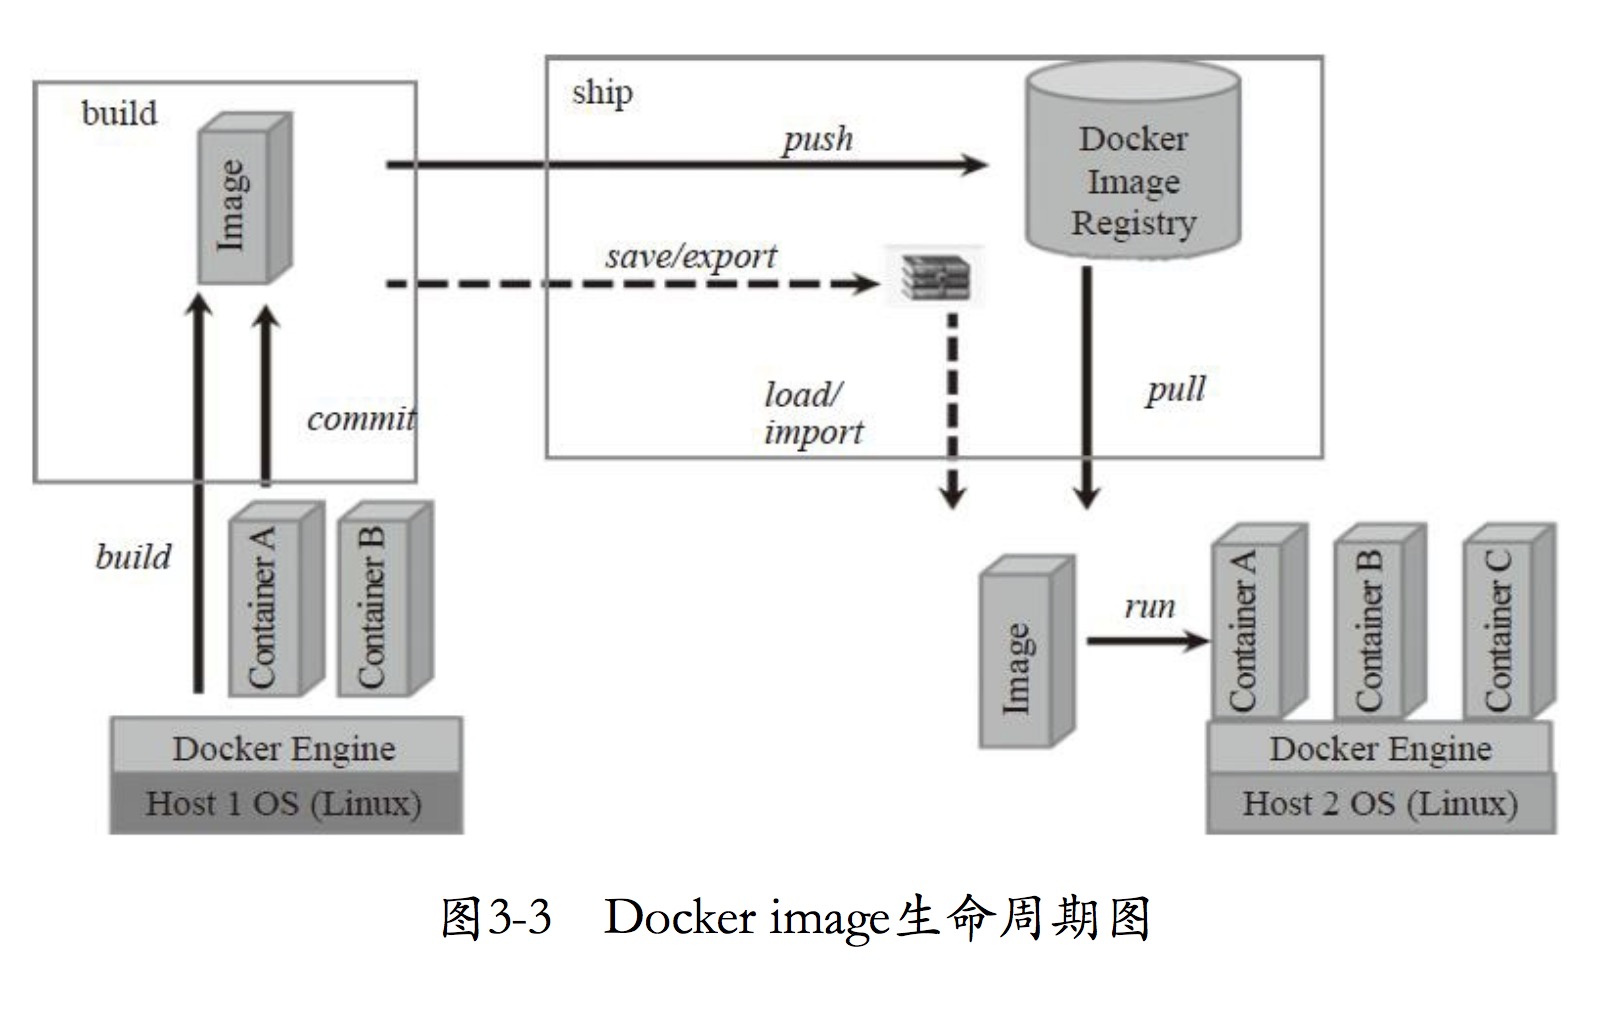 build
Image
commit
build
Container A
Container B
Docker Engine
Host 1 OS (Linux)
ship
push
Docker
Image
Registry
save/export
load/
import
pull
Image
run
Container A
Container B
Container C
Docker Engine
Host 2 OS (Linux)
图3-3 Docker image生命周期图